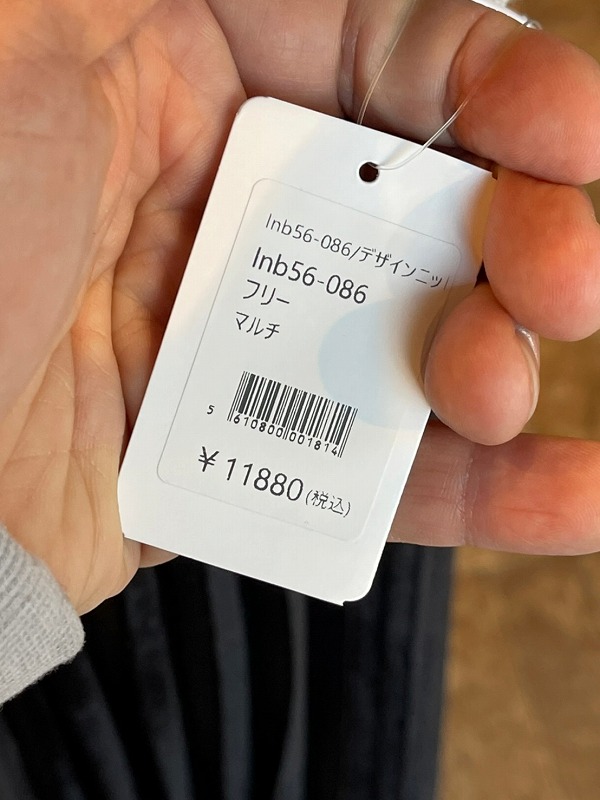 lnb56-086/デザインニッ
lnb56-086
フリー
マルチ
5 610800 001814
¥11880(税込)